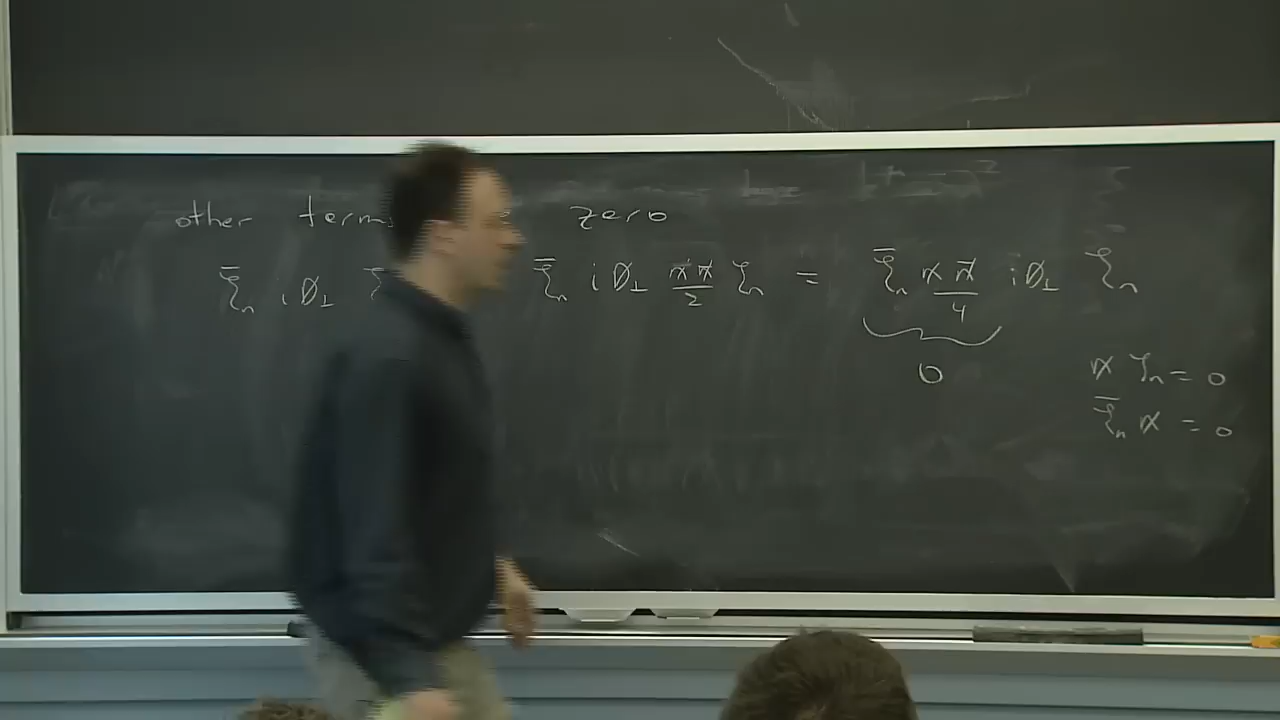 other terms zero
ξ̄ₙ i D̸⊥ ξ̄ₙ i D̸⊥ n̸ n̸̄ / 2 ξₙ = ξ̄ₙ n̸ n̸̄ / 4 i D̸⊥ ξₙ
0
n̸ ξₙ = 0
ξ̄ₙ n̸ = 0